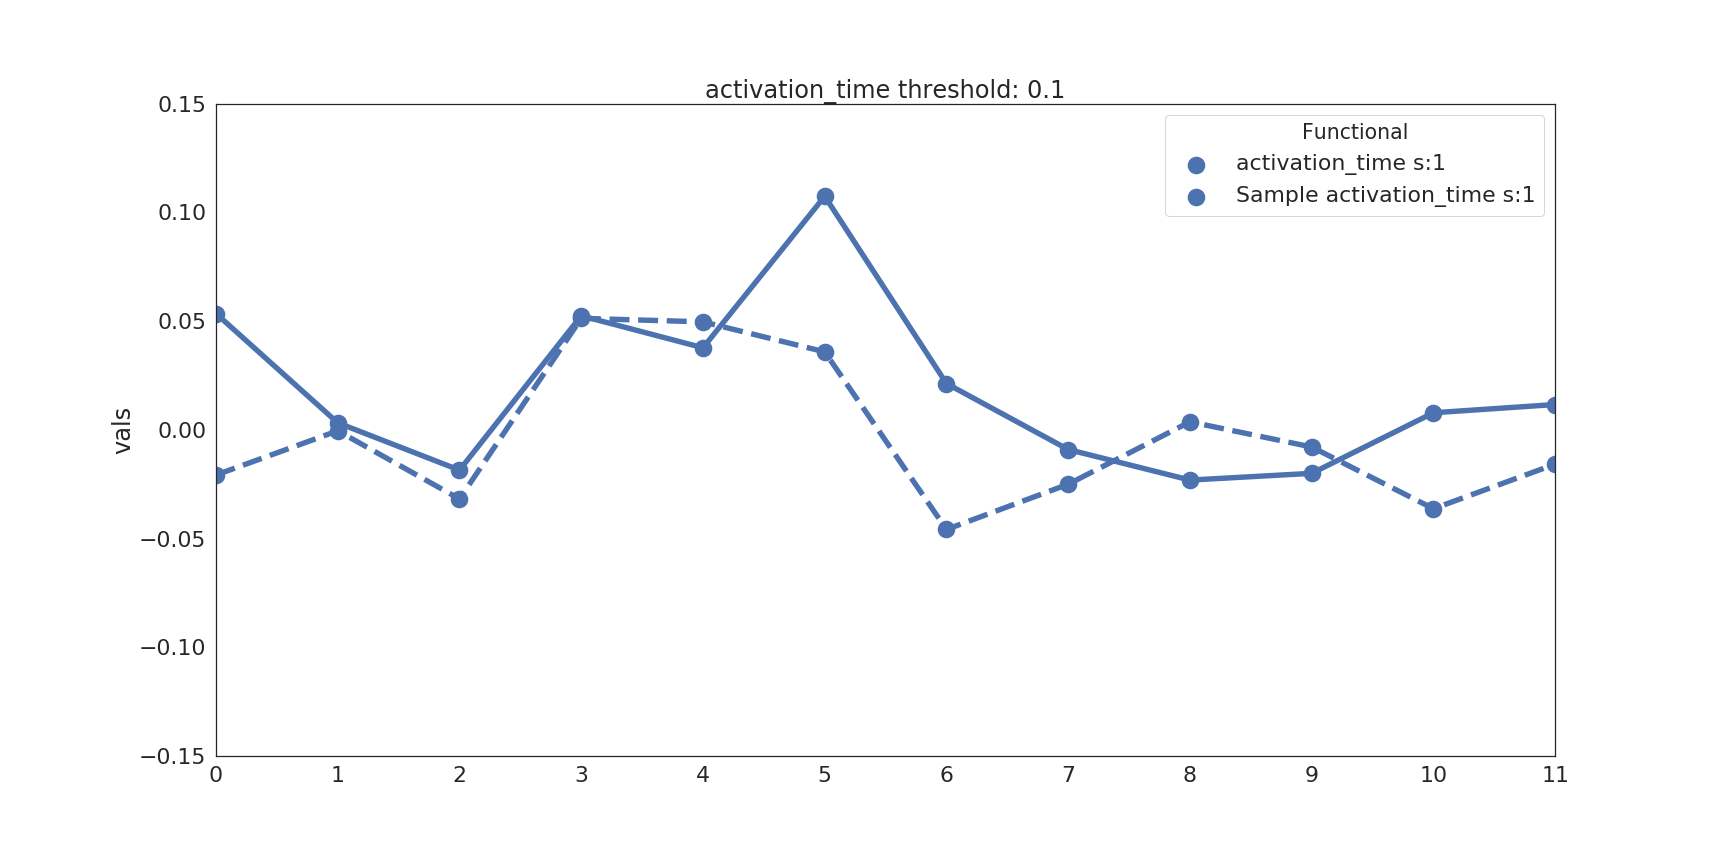 activation_time threshold: 0.1
0.15
0.10
0.05
0.00
−0.05
−0.10
−0.15
vals
Functional
activation_time s:1
Sample activation_time s:1
0 1 2 3 4 5 6 7 8 9 10 11